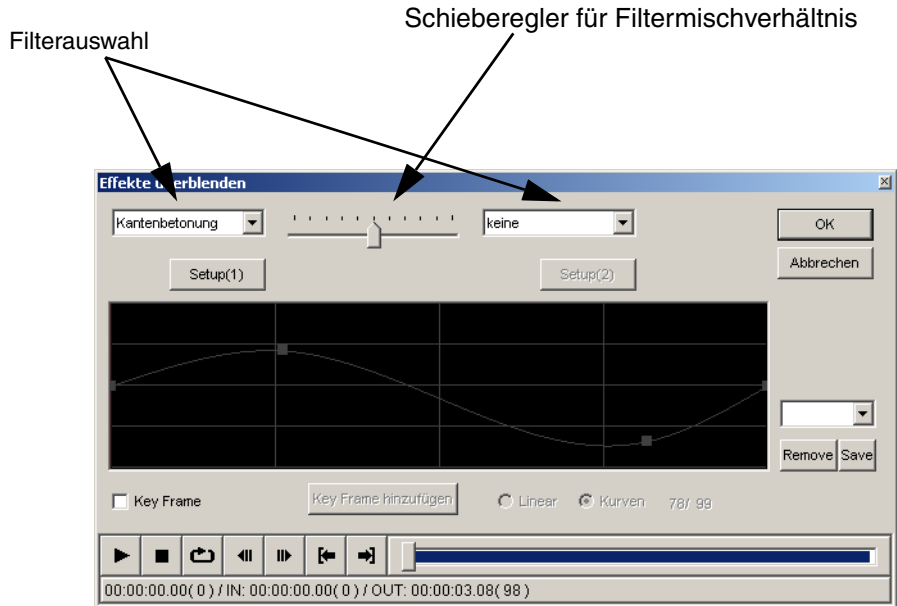 Schieberegler für Filtermischverhältnis
Filterauswahl
Effekte überblenden
Kantenbetonung
keine
OK
Setup(1)
Setup(2)
Abbrechen
Remove Save
Key Frame
Key Frame hinzufügen
Linear
Kurven
78/ 99
00:00:00.00( 0 ) / IN: 00:00:00.00( 0 ) / OUT: 00:00:03.08( 98 )